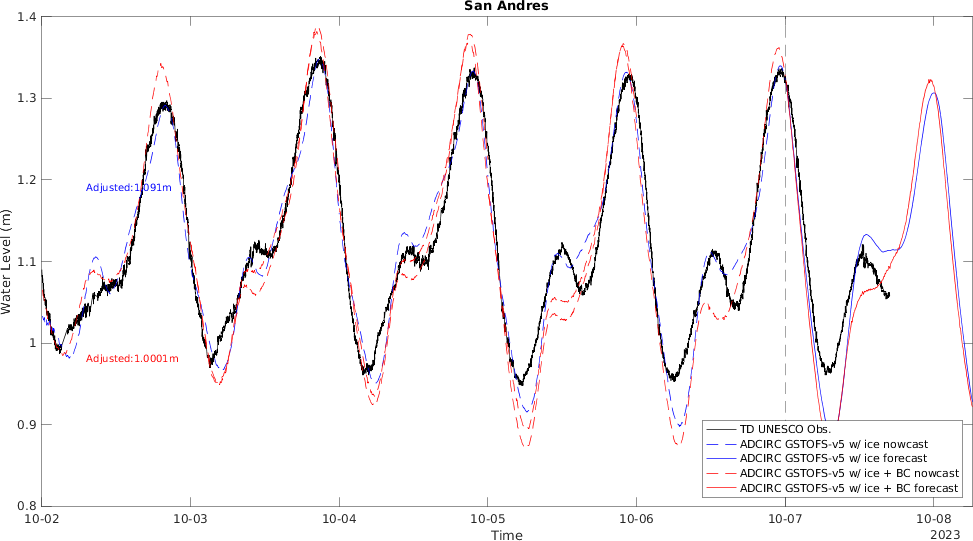 San Andres
1.4
1.3
1.2
1.1
1
0.9
0.8
Water Level (m)
Adjusted:1.091m
Adjusted:1.0001m
TD UNESCO Obs.
ADCIRC GSTOFS-v5 w/ ice nowcast
ADCIRC GSTOFS-v5 w/ ice forecast
ADCIRC GSTOFS-v5 w/ ice + BC nowcast
ADCIRC GSTOFS-v5 w/ ice + BC forecast
10-02 10-03 10-04 10-05 10-06 10-07 10-08
Time
2023